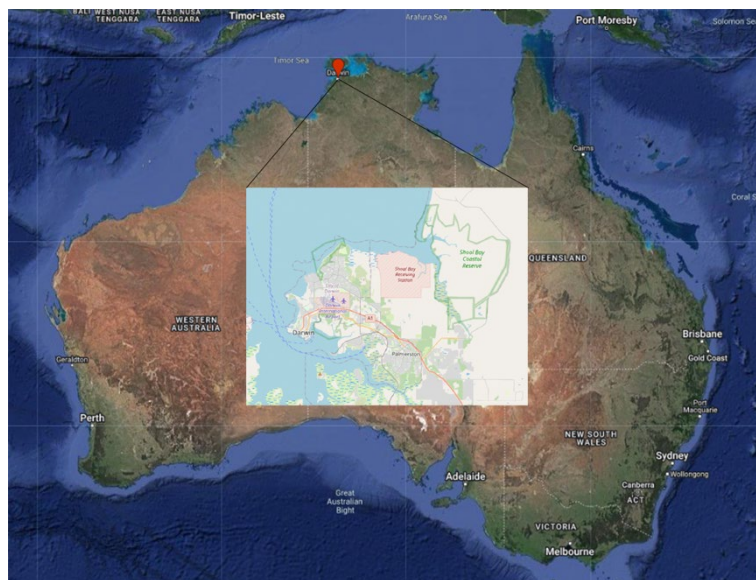 BALI
WEST NUSA
TENGGARA
EAST NUSA
TENGGARA
Timor-Leste
Arafura Sea
Port Moresby
Solomon Sea
Timor Sea
Darwin
Cairns
Coral S
Shoal Bay
Receiving
Station
Shoal Bay
Coastal
Reserve
Darwin
Palmerston
QUEENSLAND
WESTERN
AUSTRALIA
Geraldton
Perth
Brisbane
Gold Coast
Port
Macquarie
NEW SOUTH
WALES
Sydney
Wollongong
Canberra
ACT
Adelaide
Great
Australian
Bight
VICTORIA
Melbourne